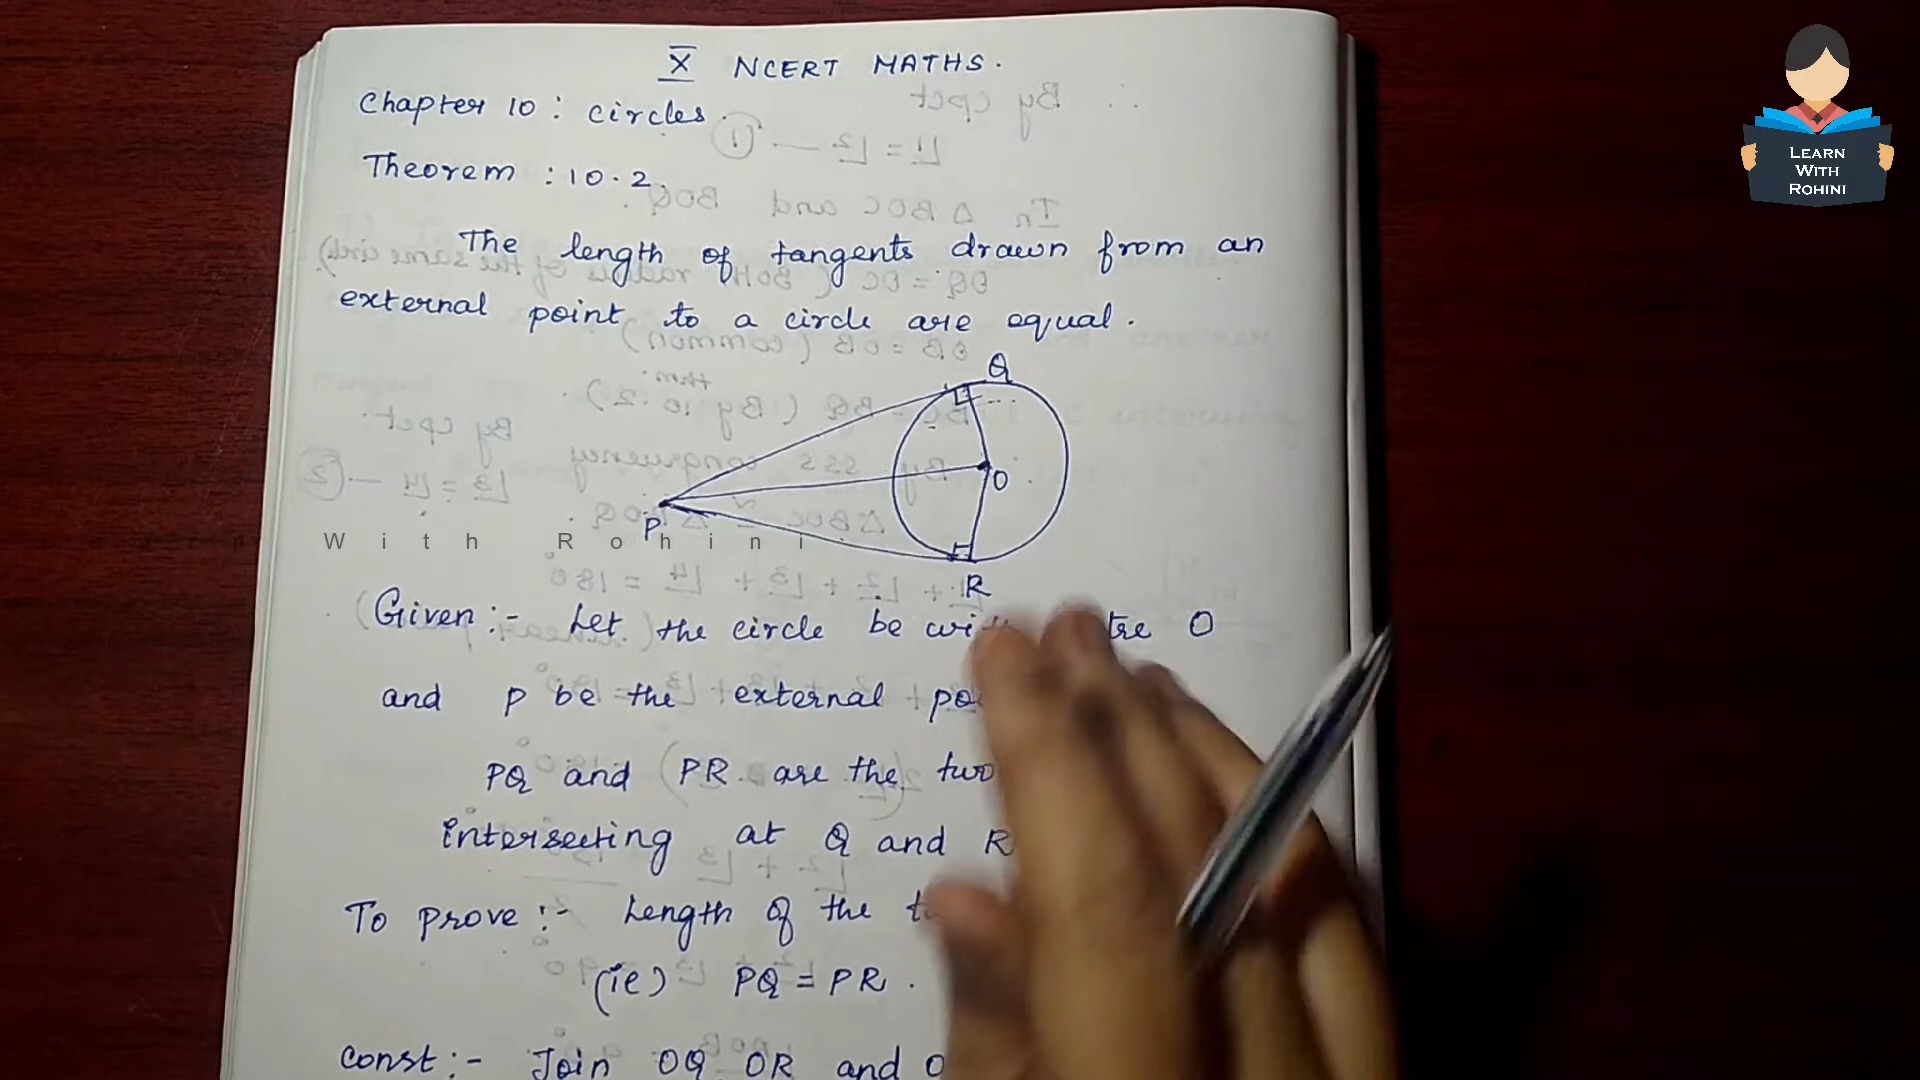 X NCERT MATHS.
Chapter 10 : circles.
Theorem : 10.2.
The length of tangents drawn from an
external point to a circle are equal.
Q
O
P
R
Given :- Let the circle be with O
and P be the external
PQ and PR are the two
intersecting at Q and R
To prove :- Length of the
(ie) PQ = PR.
const :- Join OQ OR and
LEARN
WITH
ROHINI
With Rohini